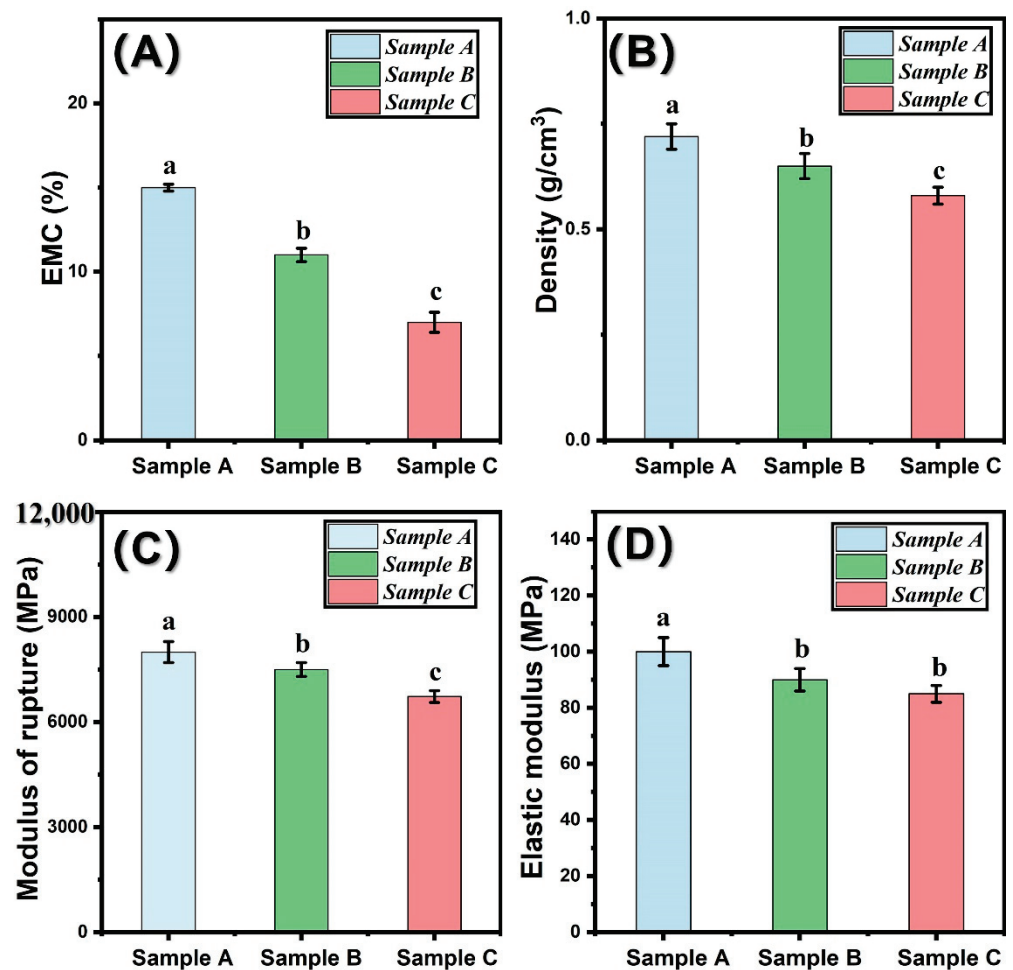 (A)
Sample A
Sample B
Sample C
EMC (%)
20
10
0
a
b
c
Sample A Sample B Sample C
(B)
Sample A
Sample B
Sample C
Density (g/cm³)
1.0
0.5
0.0
a
b
c
Sample A Sample B Sample C
(C)
Sample A
Sample B
Sample C
Modulus of rupture (MPa)
12,000
9000
6000
3000
0
a
b
c
Sample A Sample B Sample C
(D)
Sample A
Sample B
Sample C
Elastic modulus (MPa)
140
120
100
80
60
40
20
0
a
b
b
Sample A Sample B Sample C